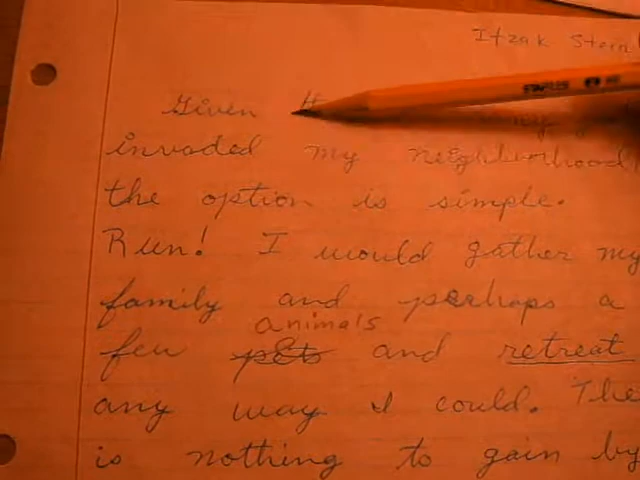 Itzak Stern
STAPLES
Given
invaded my neighborhood,
the option is simple.
Run! I would gather my
family and perhaps a
animals
few pets and retreat
any way I could. The
is nothing to gain by